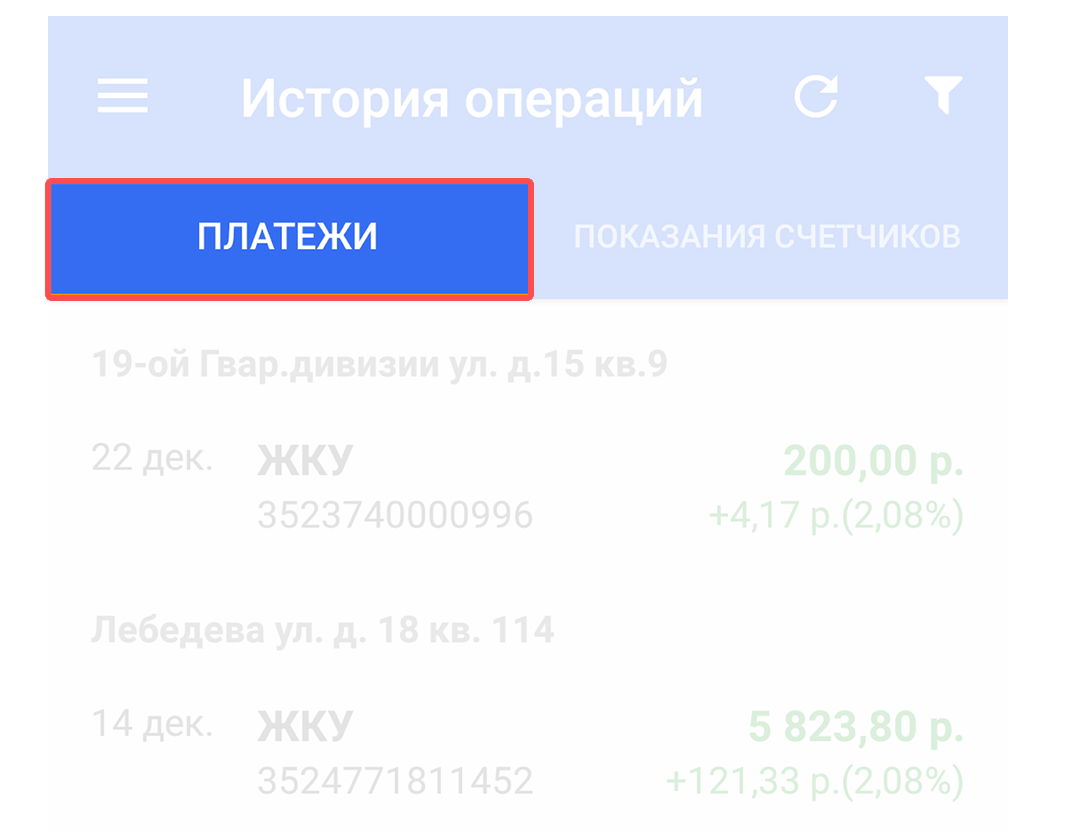 История операций
ПЛАТЕЖИ ПОКАЗАНИЯ СЧЕТЧИКОВ
19-ой Гвар.дивизии ул. д.15 кв.9
22 дек. ЖКУ 200,00 р.
3523740000996 +4,17 р.(2,08%)
Лебедева ул. д. 18 кв. 114
14 дек. ЖКУ 5 823,80 р.
3524771811452 +121,33 р.(2,08%)